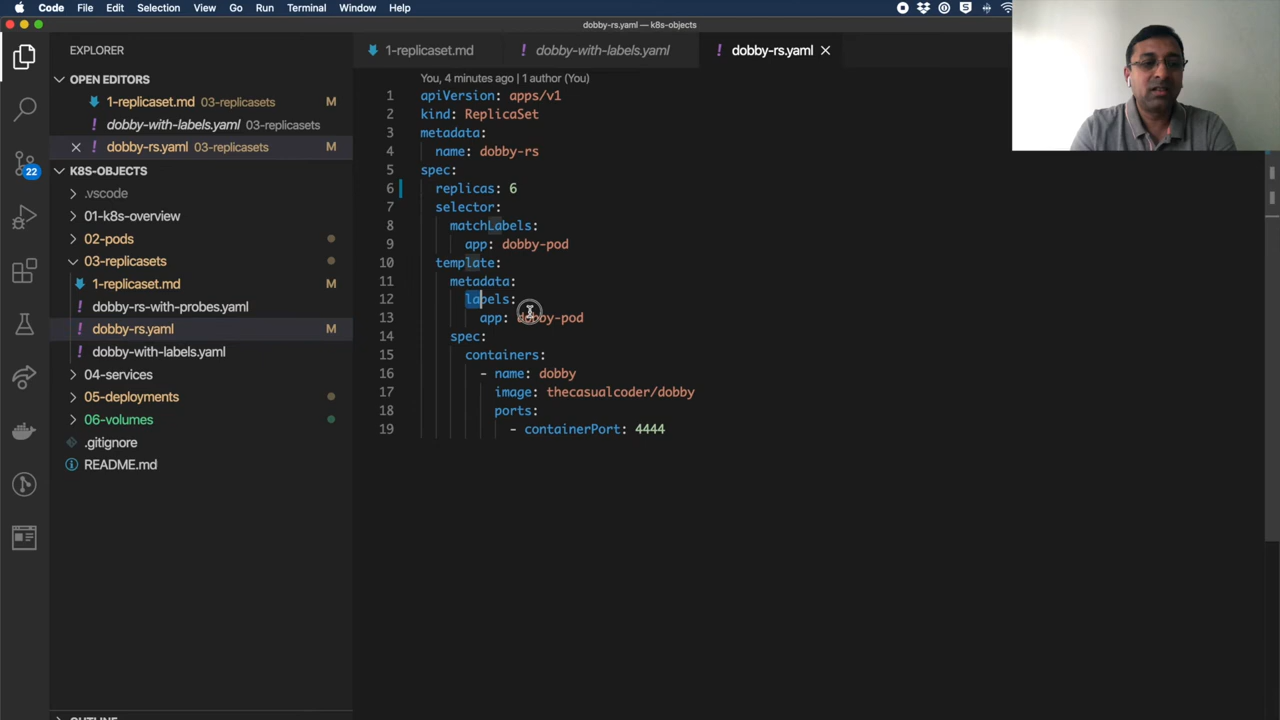 Code File Edit Selection View Go Run Terminal Window Help
dobby-rs.yaml — k8s-objects
EXPLORER
OPEN EDITORS
1-replicaset.md 03-replicasets M
dobby-with-labels.yaml 03-replicasets
dobby-rs.yaml 03-replicasets M
K8S-OBJECTS
.vscode
01-k8s-overview
02-pods
03-replicasets
1-replicaset.md M
dobby-rs-with-probes.yaml
dobby-rs.yaml M
dobby-with-labels.yaml
04-services
05-deployments
06-volumes
.gitignore
README.md
22
1-replicaset.md dobby-with-labels.yaml dobby-rs.yaml
You, 4 minutes ago | 1 author (You)
1 apiVersion: apps/v1
2 kind: ReplicaSet
3 metadata:
4 name: dobby-rs
5 spec:
6 replicas: 6
7 selector:
8 matchLabels:
9 app: dobby-pod
10 template:
11 metadata:
12 labels:
13 app: dobby-pod
14 spec:
15 containers:
16 - name: dobby
17 image: thecasualcoder/dobby
18 ports:
19 - containerPort: 4444
OUTLINE